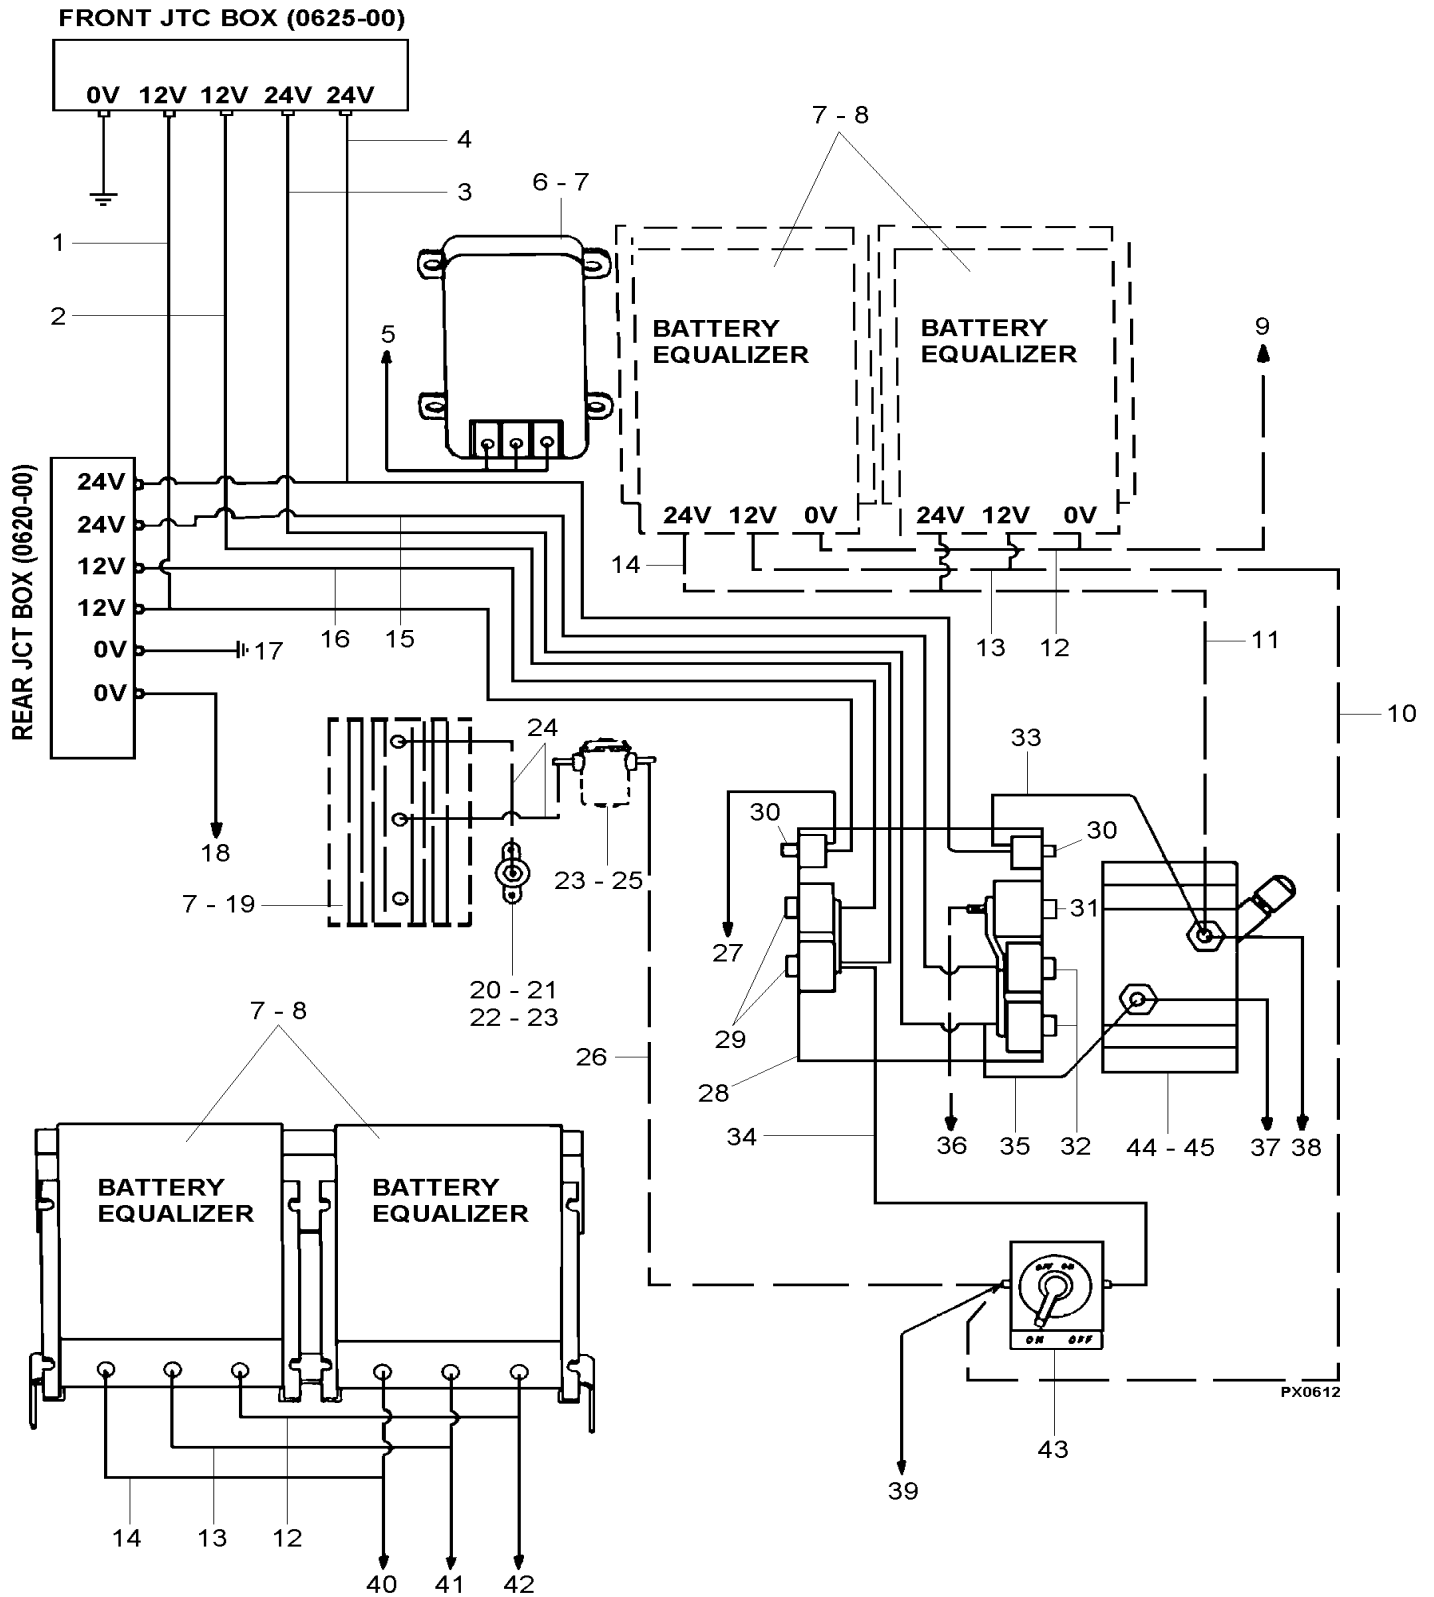 FRONT JTC BOX (0625-00)
0V 12V 12V 24V 24V
4
3
1
2
6 - 7
7 - 8
5
9
BATTERY
EQUALIZER
BATTERY
EQUALIZER
24V 12V 0V
24V 12V 0V
REAR JCT BOX (0620-00)
24V
24V
12V
12V
0V
0V
14
16
15
17
13
12
11
10
18
24
33
30
30
7 - 19
23 - 25
27
31
20 - 21
22 - 23
29
28
26
34
36
35
32
44 - 45
37
38
7 - 8
BATTERY
EQUALIZER
BATTERY
EQUALIZER
OFF ON
ON OFF
PX0612
43
39
14
13
12
40
41
42